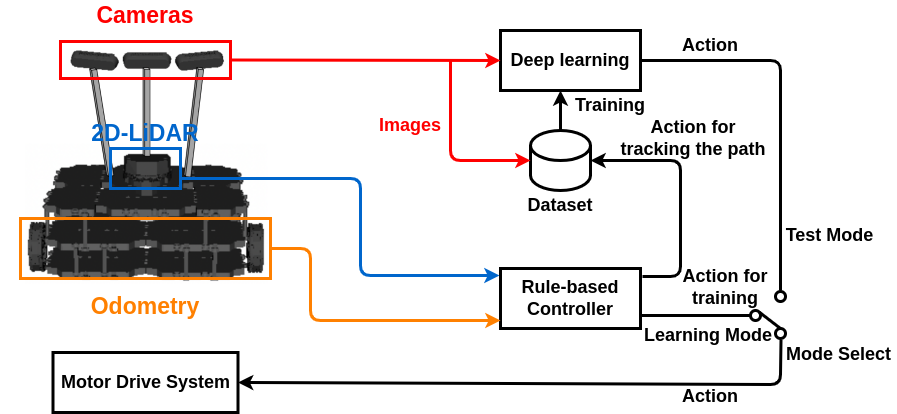 Cameras
Deep learning
Action
2D-LiDAR
Images
Training
Action for
tracking the path
Dataset
Test Mode
Odometry
Rule-based
Controller
Action for
training
Learning Mode
Mode Select
Motor Drive System
Action